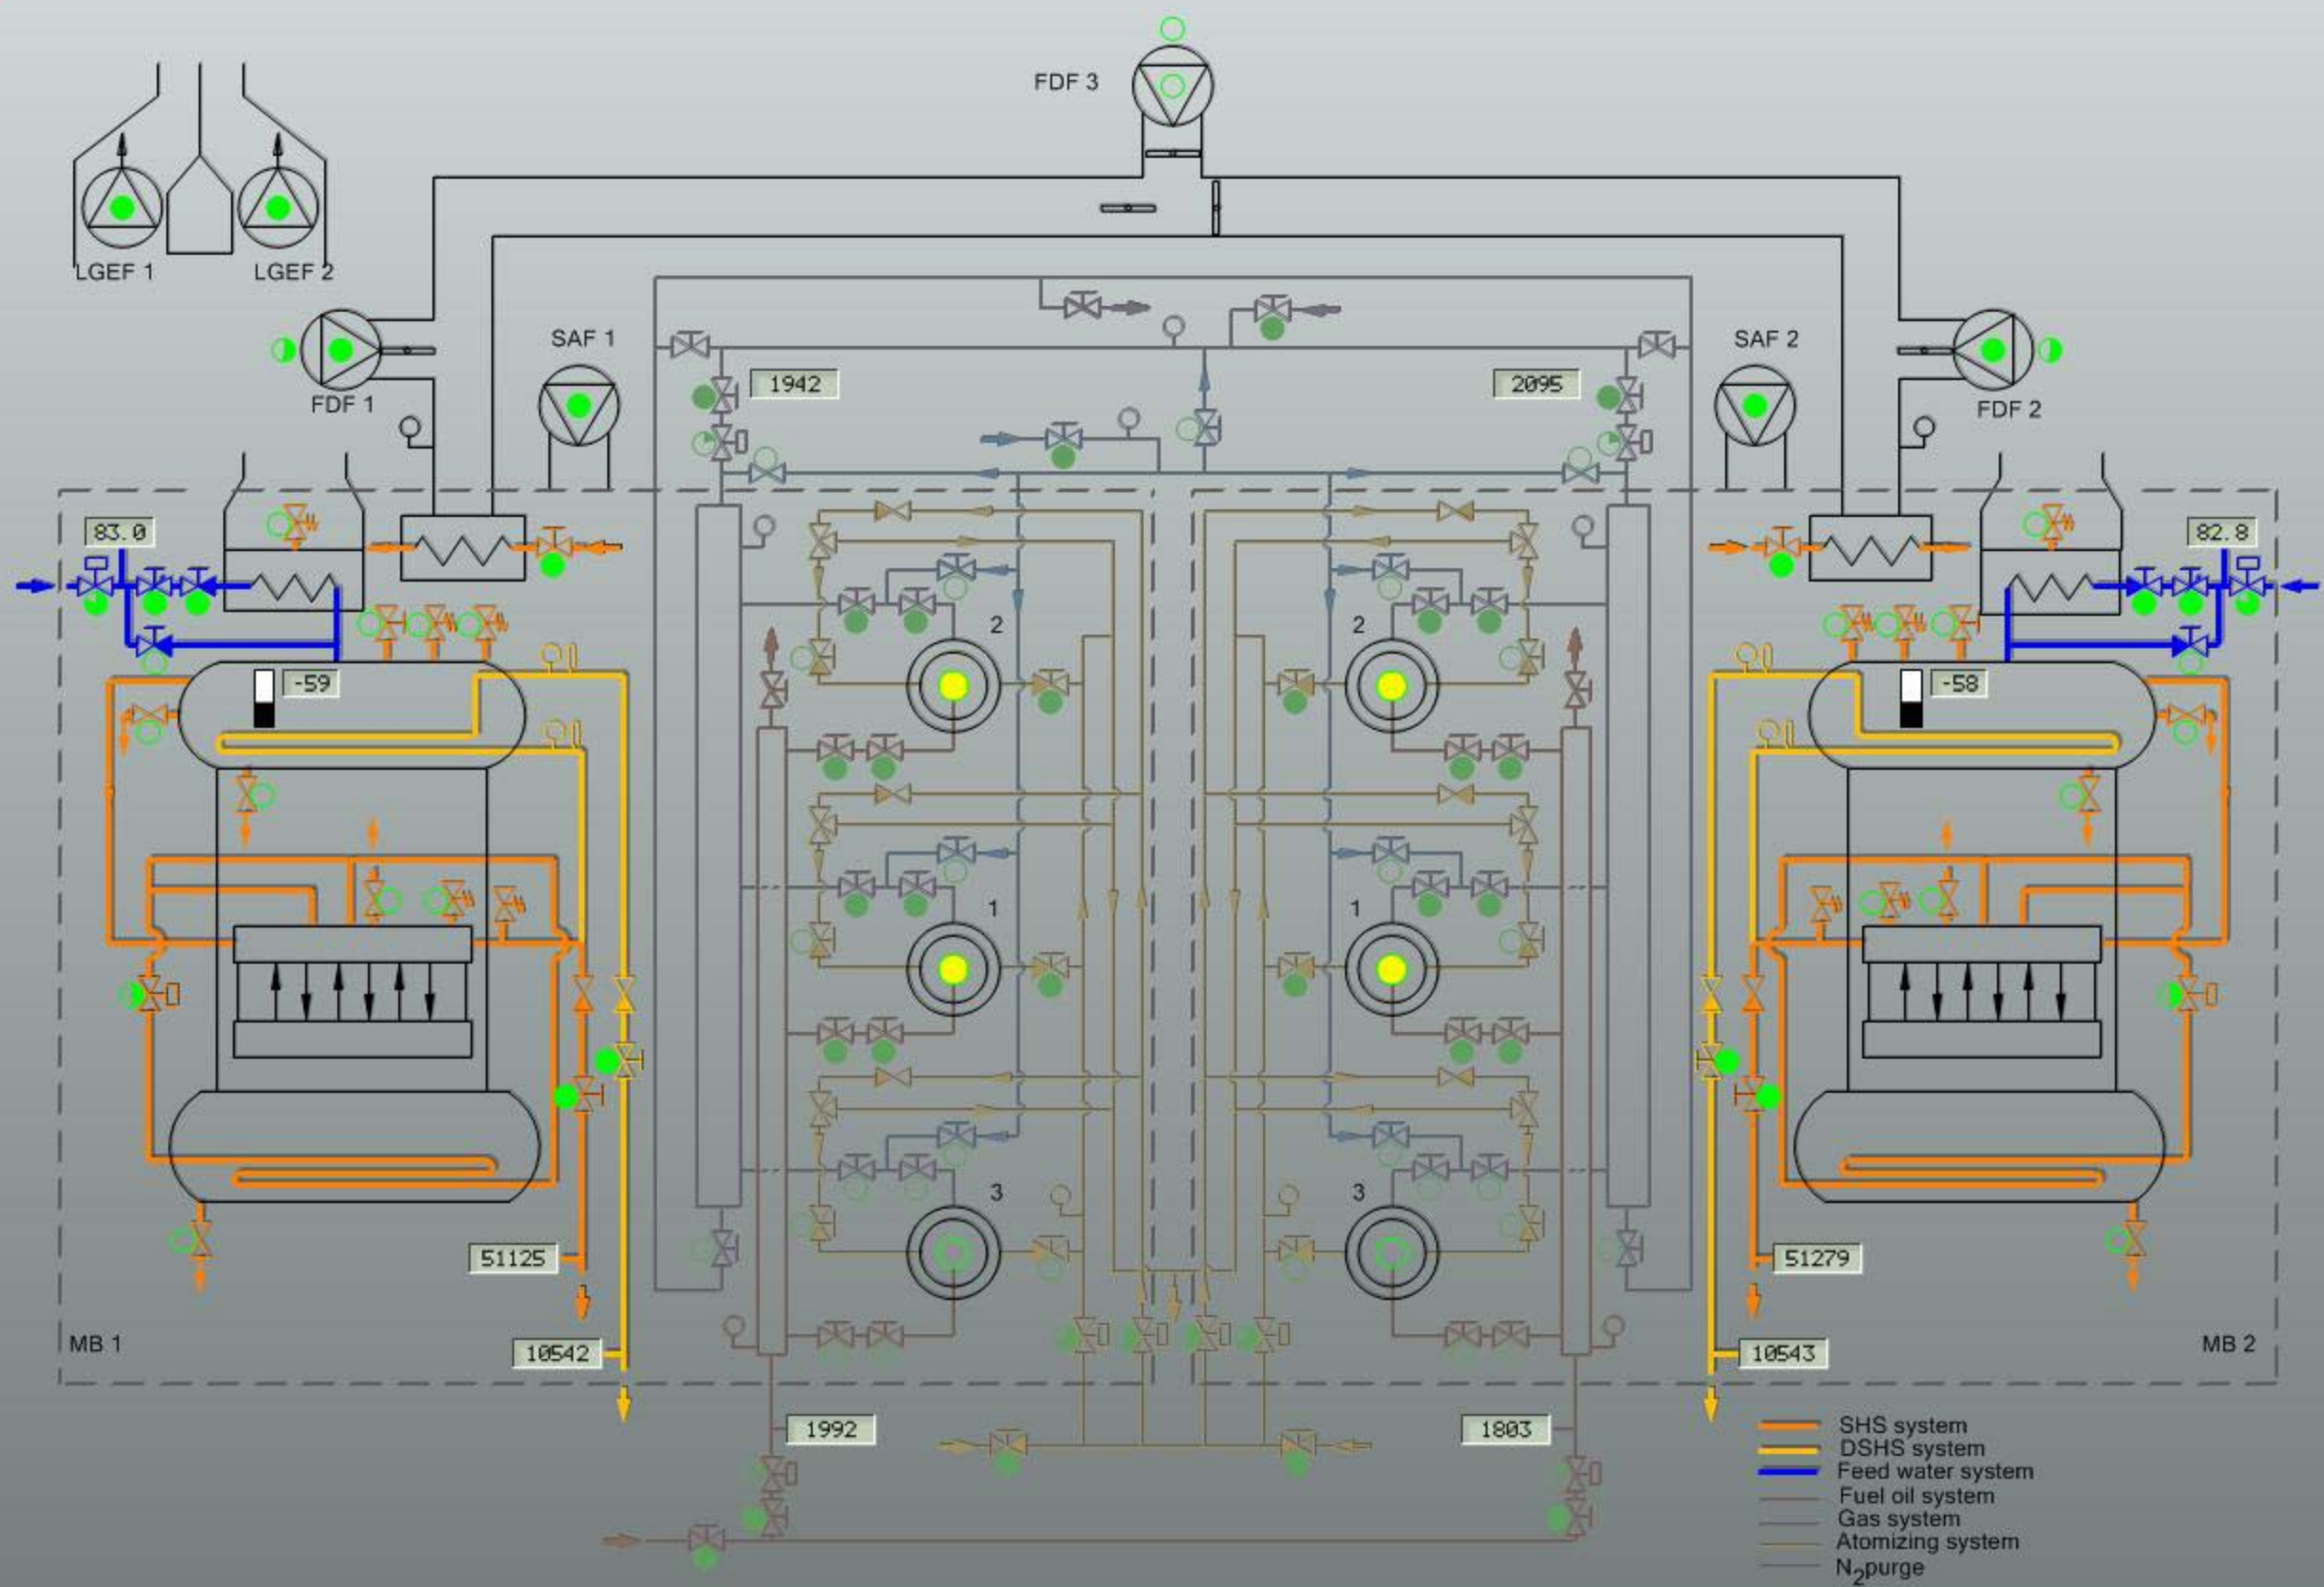 FDF 3
LGEF 1
LGEF 2
SAF 1
SAF 2
FDF 1
FDF 2
1942
2095
83.0
82.8
2
2
-59
-58
1
1
3
3
51125
51279
MB 1
MB 2
10542
10543
1992
1803
SHS system
DSHS system
Feed water system
Fuel oil system
Gas system
Atomizing system
N2purge